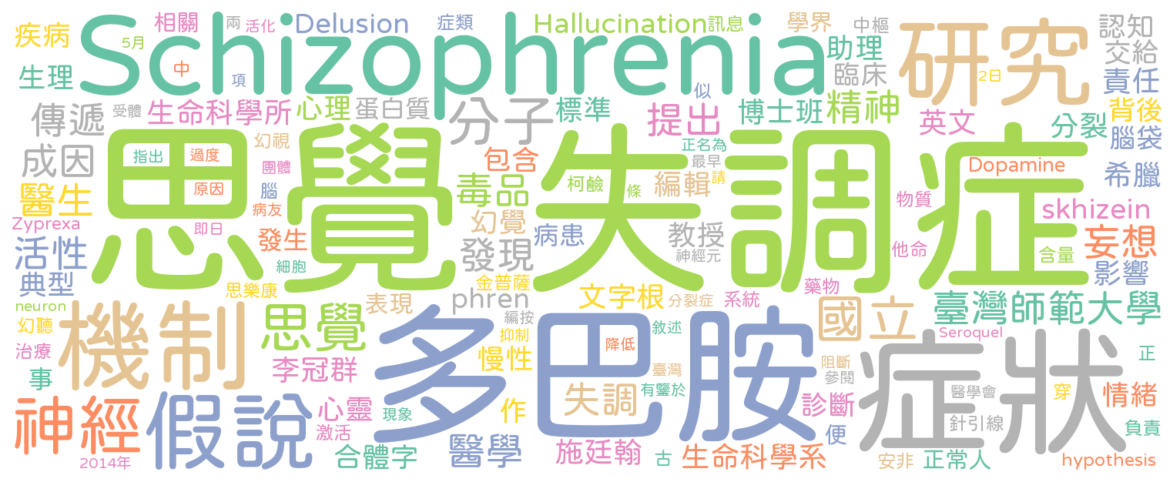 疾病 相關 兩 活化 Delusion 症類 Hallucination 訊息 學界 中樞 認知
5月 Schizophrenia 助理 研究 交給
生理 中 項 似 臨床 2日 責任
受體 生命科學所 心理 蛋白質 分子 標準 博士班 精神 背後
傳遞 提出 英文 分裂 腦袋
幻視 正名為
成因 指出 過度 團體 包含 最早 Dopamine 希臘
思覺失調症
醫生 原因 腦 毒品 柯鹼 條 編輯 請 物質
Zyprexa 病友 幻覺 skhizein
活性 即日 發生 發現 病患 教授 他命 妄想
細胞 神經元 含量 影響
典型 思樂康 金普薩 文字根 藥物
neuron 表現 phren 分裂症 系統 臺灣師範大學
幻聽 機制 思覺 編按 多巴胺 敘述 國立 Seroquel
治療 抑制 降低 阻斷 症狀 正
事 李冠群 慢性 臺灣 參閱
神經 假說 心靈 現象 作 失調 有鑒於 診斷 醫學會 穿 情緒
激活 便 針引線 負責
2014年 合體字 醫學 施廷翰 古 生命科學系 安非 正常人 hypothesis